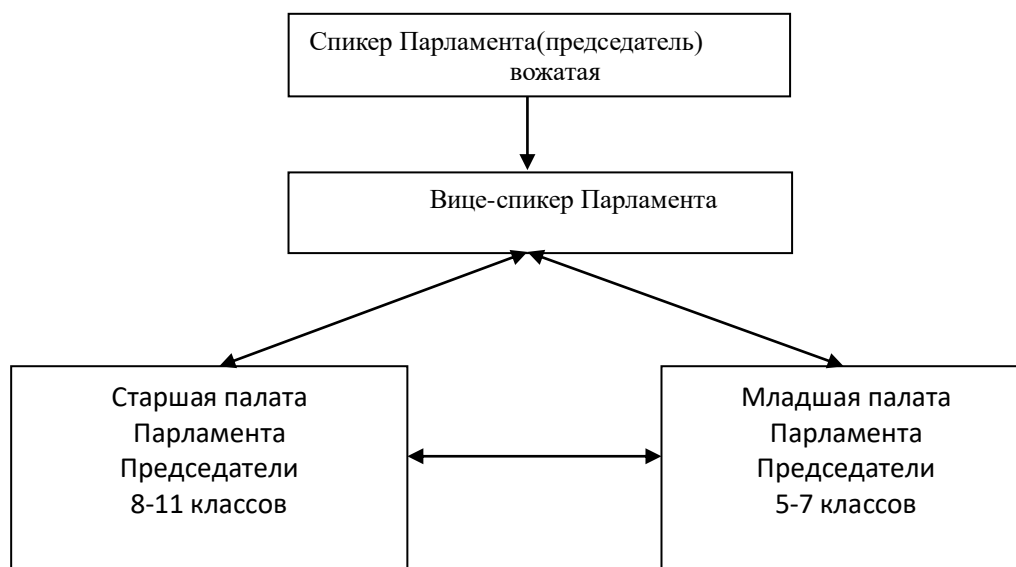 Спикер Парламента(председатель)
вожатая
Вице-спикер Парламента
Старшая палата
Парламента
Председатели
8-11 классов
Младшая палата
Парламента
Председатели
5-7 классов